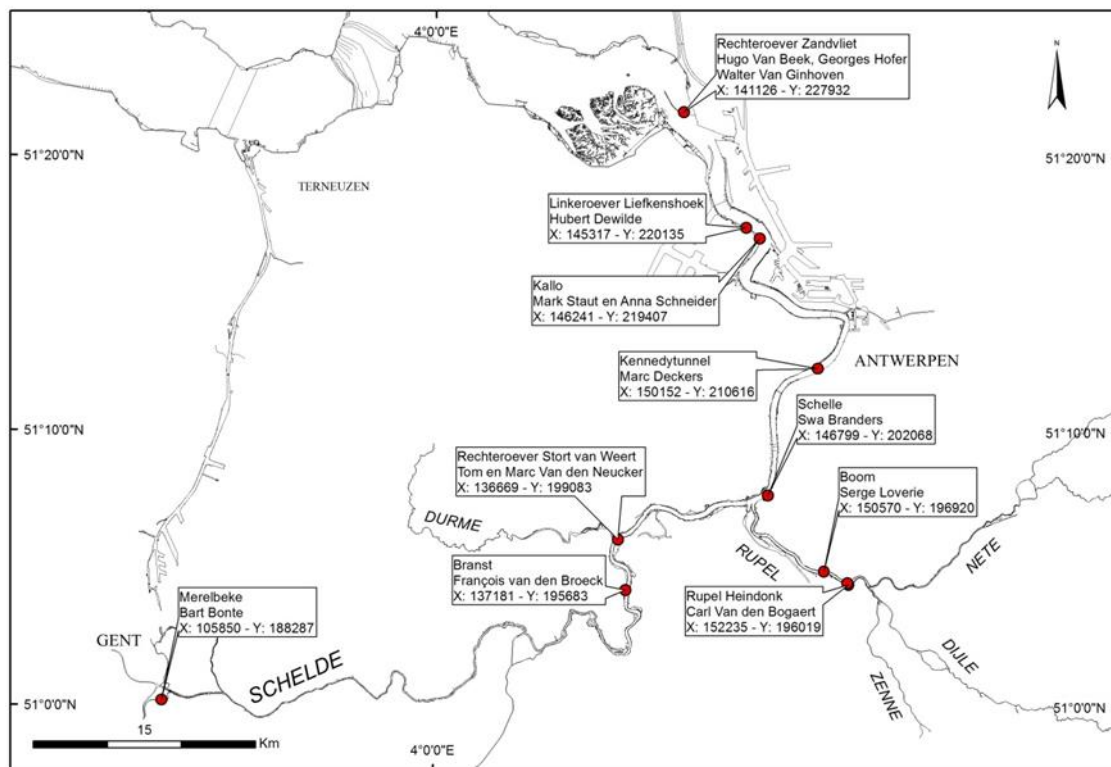 4°0'0"E
Rechteroever Zandvliet
Hugo Van Beek, Georges Hofer
Walter Van Ginhoven
X: 141126 - Y: 227932
N
51°20'0"N
51°20'0"N
TERNEUZEN
Linkeroever Liefkenshoek
Hubert Dewilde
X: 145317 - Y: 220135
Kallo
Mark Staut en Anna Schneider
X: 146241 - Y: 219407
Kennedytunnel
Marc Deckers
X: 150152 - Y: 210616
ANTWERPEN
Schelle
Swa Branders
X: 146799 - Y: 202068
51°10'0"N
51°10'0"N
Rechteroever Stort van Weert
Tom en Marc Van den Neucker
X: 136669 - Y: 199083
Boom
Serge Loverie
X: 150570 - Y: 196920
DURME
RUPEL
NETE
Branst
François van den Broeck
X: 137181 - Y: 195683
Merelbeke
Bart Bonte
X: 105850 - Y: 188287
Rupel Heindonk
Carl Van den Bogaert
X: 152235 - Y: 196019
GENT
SCHELDE
ZENNE
DIJLE
51°0'0"N
51°0'0"N
15
Km
4°0'0"E